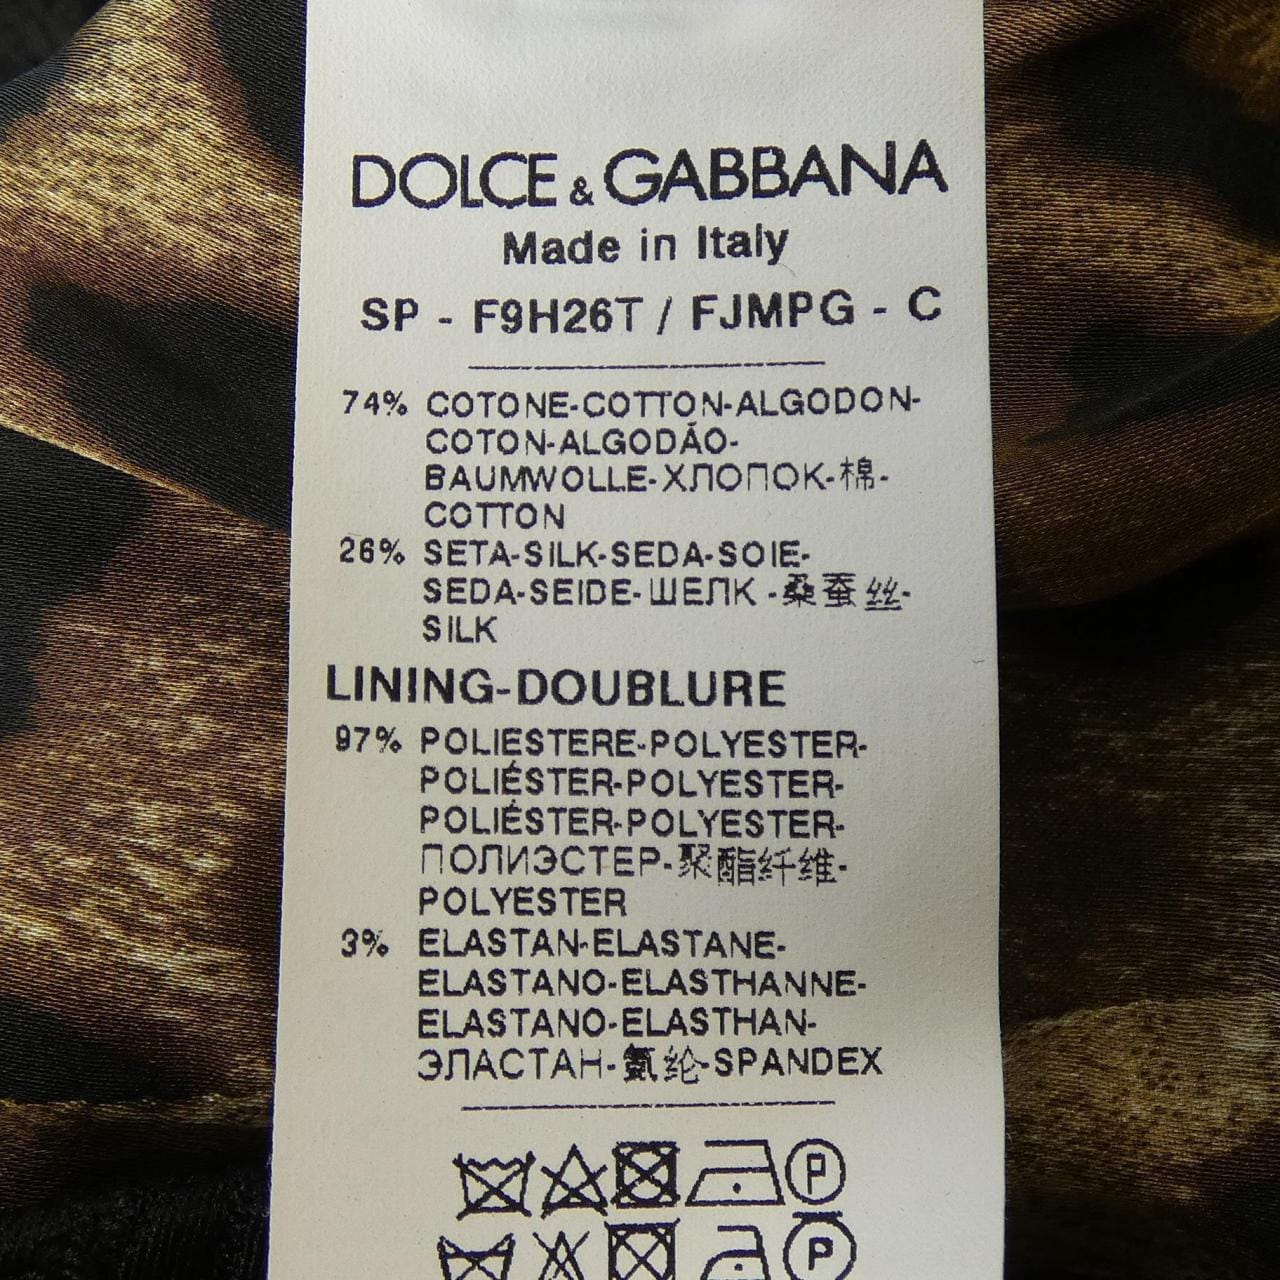 DOLCE & GABBANA
Made in Italy
SP - F9H26T / FJMPG - C
74% COTONE-COTTON-ALGODON-
COTON-ALGODÃO-
BAUMWOLLE-ХЛОПОК-棉-
COTTON
26% SETA-SILK-SEDA-SOIE-
SEDA-SEIDE-ШЕЛК-桑蚕丝-
SILK
LINING-DOUBLURE
97% POLIESTERE-POLYESTER-
POLIÉSTER-POLYESTER-
POLIÉSTER-POLYESTER-
ПОЛИЭСТЕР-聚酯纤维-
POLYESTER
3% ELASTAN-ELASTANE-
ELASTANO-ELASTHANNE-
ELASTANO-ELASTHAN-
ЭЛАСТАН-氨纶-SPANDEX
P
P